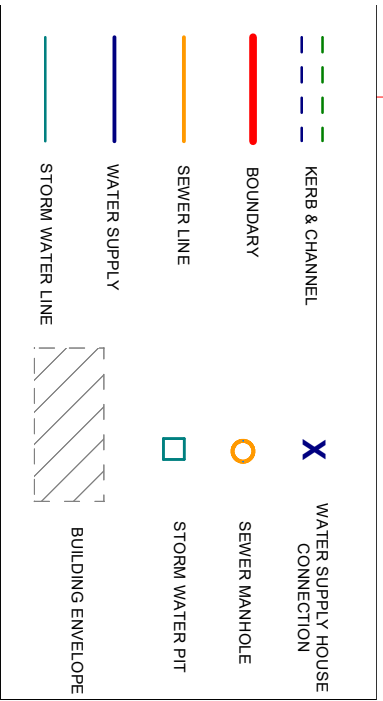 KERB & CHANNEL
BOUNDARY
SEWER LINE
WATER SUPPLY
STORM WATER LINE
X
WATER SUPPLY HOUSE
CONNECTION
SEWER MANHOLE
STORM WATER PIT
BUILDING ENVELOPE